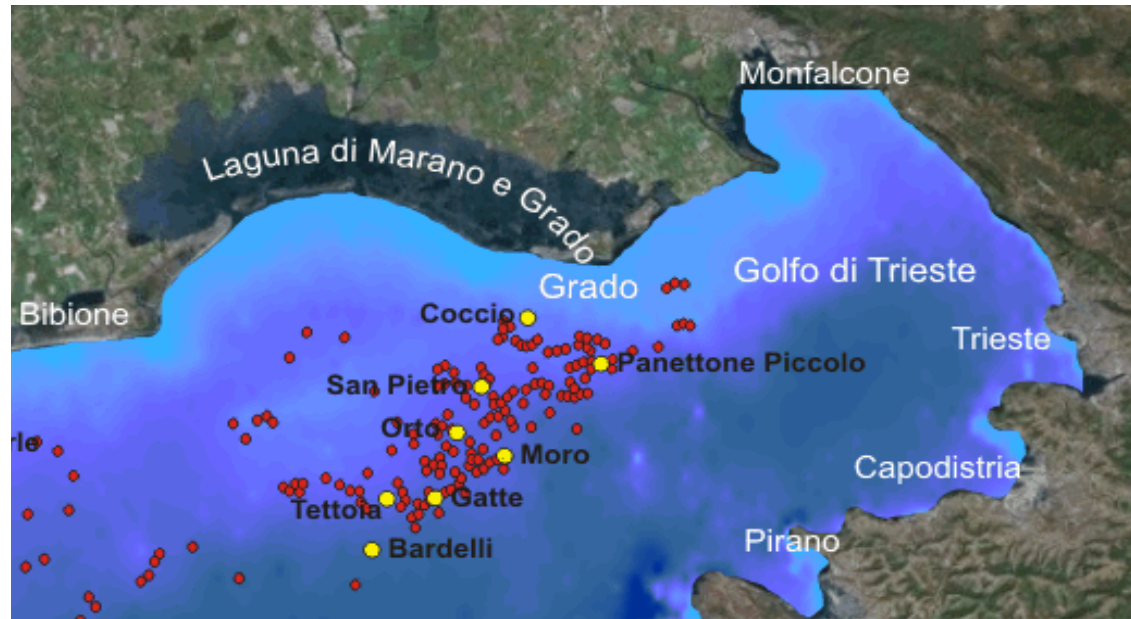 Monfalcone
Laguna di Marano e Grado
Golfo di Trieste
Grado
Bibione
Coccio
Trieste
Panettone Piccolo
San Pietro
Orto
rle
Moro
Capodistria
Tettoia
Gatte
Pirano
Bardelli